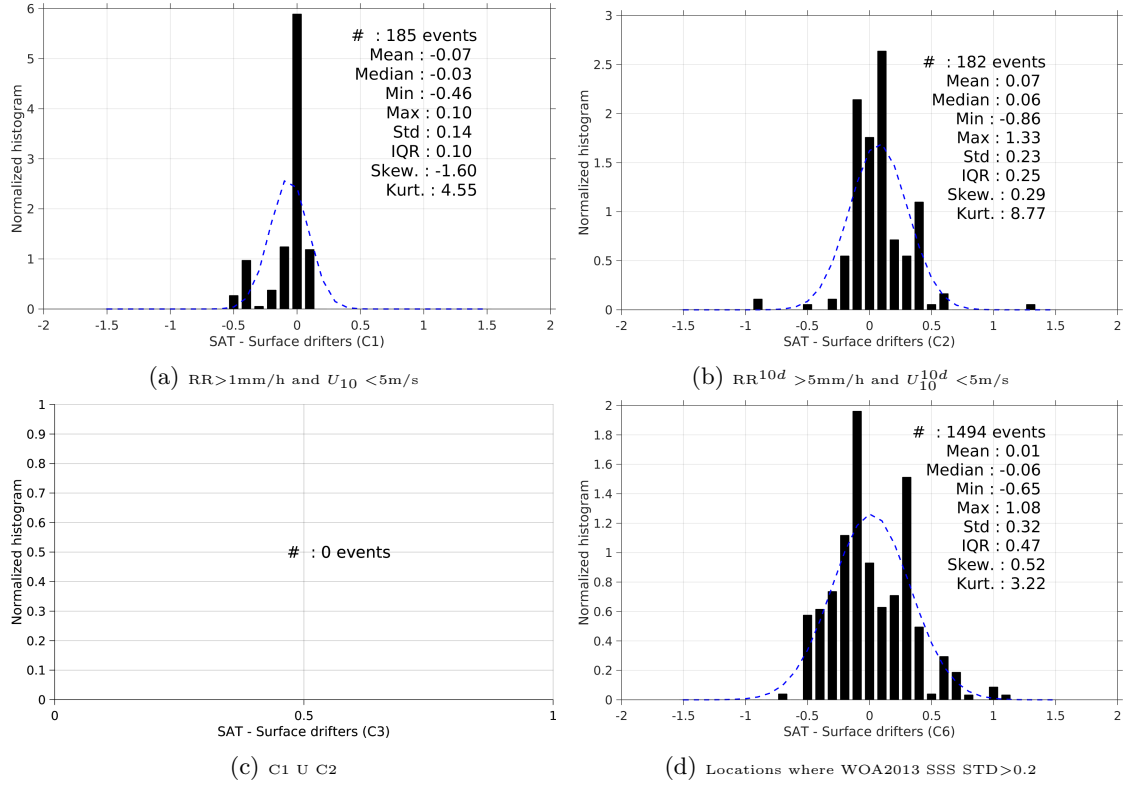 6
5
4
3
2
1
0
Normalized histogram
# : 185 events
Mean : -0.07
Median : -0.03
Min : -0.46
Max : 0.10
Std : 0.14
IQR : 0.10
Skew. : -1.60
Kurt. : 4.55
-2 -1.5 -1 -0.5 0 0.5 1 1.5 2
SAT - Surface drifters (C1)
(a) RR>1mm/h and U10 <5m/s
3
2.5
2
1.5
1
0.5
0
Normalized histogram
# : 182 events
Mean : 0.07
Median : 0.06
Min : -0.86
Max : 1.33
Std : 0.23
IQR : 0.25
Skew. : 0.29
Kurt. : 8.77
-2 -1.5 -1 -0.5 0 0.5 1 1.5 2
SAT - Surface drifters (C2)
(b) RR^10d >5mm/h and U10^10d <5m/s
1
0.9
0.8
0.7
0.6
0.5
0.4
0.3
0.2
0.1
0
Normalized histogram
# : 0 events
0 0.5 1
SAT - Surface drifters (C3)
(c) C1 U C2
2
1.8
1.6
1.4
1.2
1
0.8
0.6
0.4
0.2
0
Normalized histogram
# : 1494 events
Mean : 0.01
Median : -0.06
Min : -0.65
Max : 1.08
Std : 0.32
IQR : 0.47
Skew. : 0.52
Kurt. : 3.22
-2 -1.5 -1 -0.5 0 0.5 1 1.5 2
SAT - Surface drifters (C6)
(d) Locations where WOA2013 SSS STD>0.2